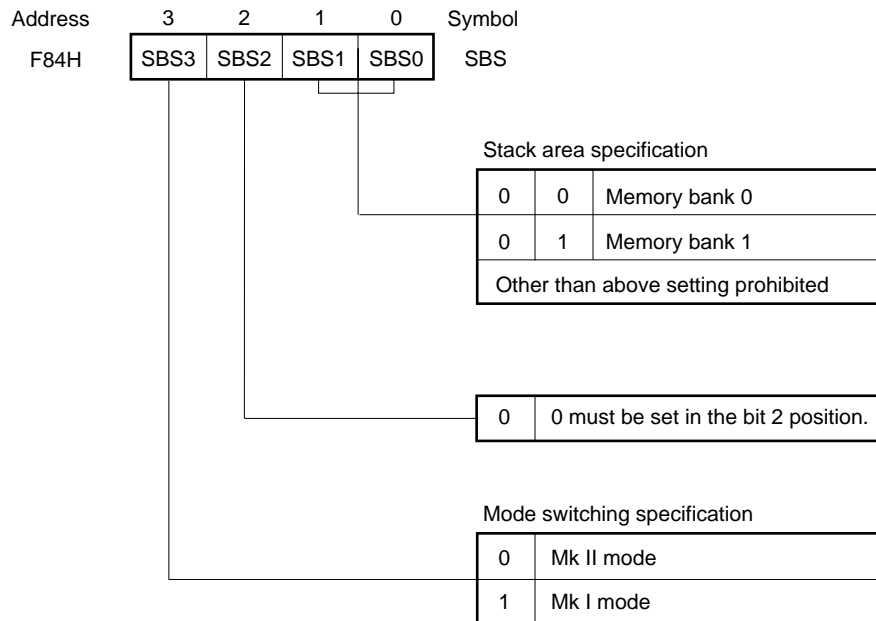 Address 3 2 1 0 Symbol
F84H SBS3 SBS2 SBS1 SBS0 SBS
Stack area specification
0 0 Memory bank 0
0 1 Memory bank 1
Other than above setting prohibited
0 0 must be set in the bit 2 position.
Mode switching specification
0 Mk II mode
1 Mk I mode